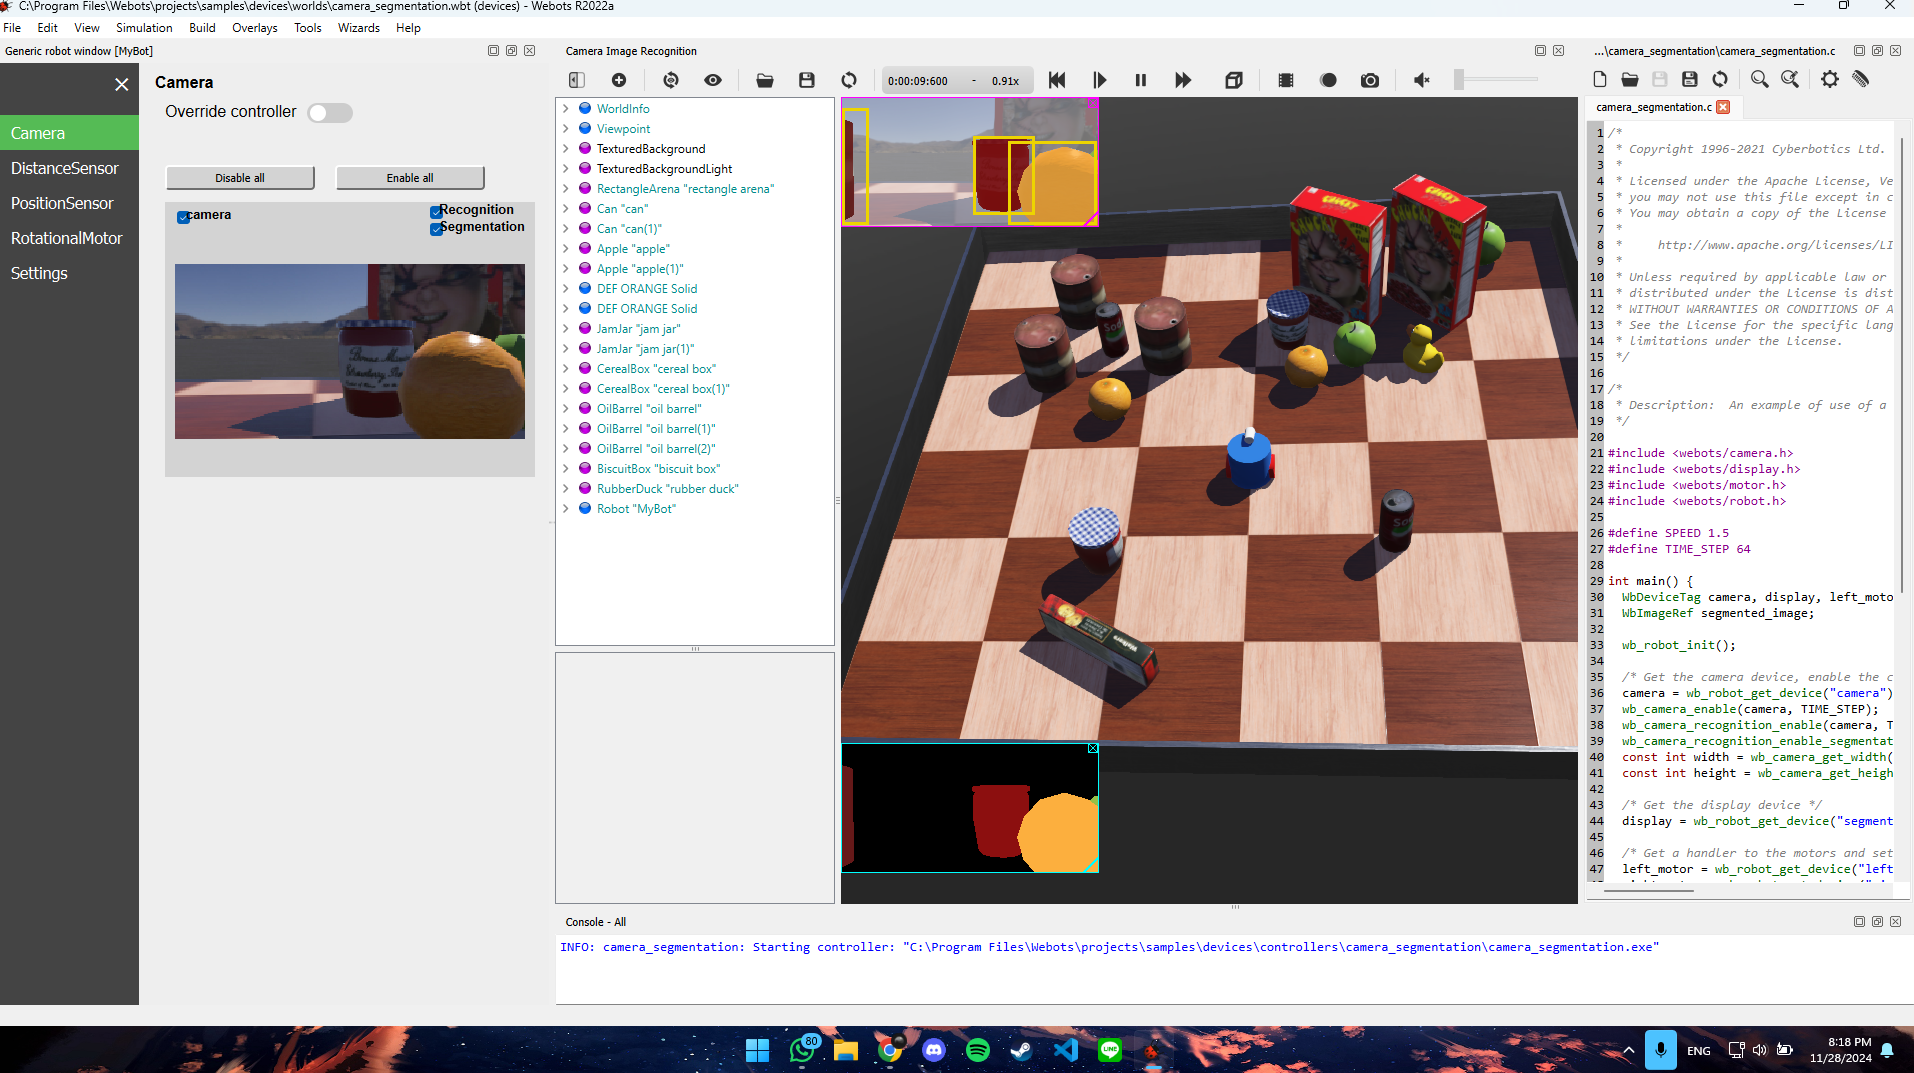 C:\Program Files\Webots\projects\samples\devices\worlds\camera_segmentation.wbt (devices) - Webots R2022a
File Edit View Simulation Build Overlays Tools Wizards Help
Generic robot window [MyBot]
Camera
DistanceSensor
PositionSensor
RotationalMotor
Settings
Camera
Override controller
Disable all Enable all
camera
Recognition
Segmentation
Camera Image Recognition
0:00:09:600 - 0.91x
WorldInfo
Viewpoint
TexturedBackground
TexturedBackgroundLight
RectangleArena "rectangle arena"
Can "can"
Can "can(1)"
Apple "apple"
Apple "apple(1)"
DEF ORANGE Solid
DEF ORANGE Solid
JamJar "jam jar"
JamJar "jam jar(1)"
CerealBox "cereal box"
CerealBox "cereal box(1)"
OilBarrel "oil barrel"
OilBarrel "oil barrel(1)"
OilBarrel "oil barrel(2)"
BiscuitBox "biscuit box"
RubberDuck "rubber duck"
Robot "MyBot"
...\camera_segmentation\camera_segmentation.c
camera_segmentation.c
1 /*
2 * Copyright 1996-2021 Cyberbotics Ltd.
3 *
4 * Licensed under the Apache License, Ve
5 * you may not use this file except in c
6 * You may obtain a copy of the License
7 *
8 * http://www.apache.org/licenses/LI
9 *
10 * Unless required by applicable law or
11 * distributed under the License is dist
12 * WITHOUT WARRANTIES OR CONDITIONS OF A
13 * See the License for the specific lang
14 * limitations under the License.
15 */
16
17 /*
18 * Description: An example of use of a
19 */
20
21 #include <webots/camera.h>
22 #include <webots/display.h>
23 #include <webots/motor.h>
24 #include <webots/robot.h>
25
26 #define SPEED 1.5
27 #define TIME_STEP 64
28
29 int main() {
30 WbDeviceTag camera, display, left_moto
31 WbImageRef segmented_image;
32
33 wb_robot_init();
34
35 /* Get the camera device, enable the c
36 camera = wb_robot_get_device("camera")
37 wb_camera_enable(camera, TIME_STEP);
38 wb_camera_recognition_enable(camera, T
39 wb_camera_recognition_enable_segmentat
40 const int width = wb_camera_get_width(
41 const int height = wb_camera_get_heigh
42
43 /* Get the display device */
44 display = wb_robot_get_device("segment
45
46 /* Get a handler to the motors and set
47 left_motor = wb_robot_get_device("left
Console - All
INFO: camera_segmentation: Starting controller: "C:\Program Files\Webots\projects\samples\devices\controllers\camera_segmentation\camera_segmentation.exe"
80
LINE
ENG
8:18 PM
11/28/2024